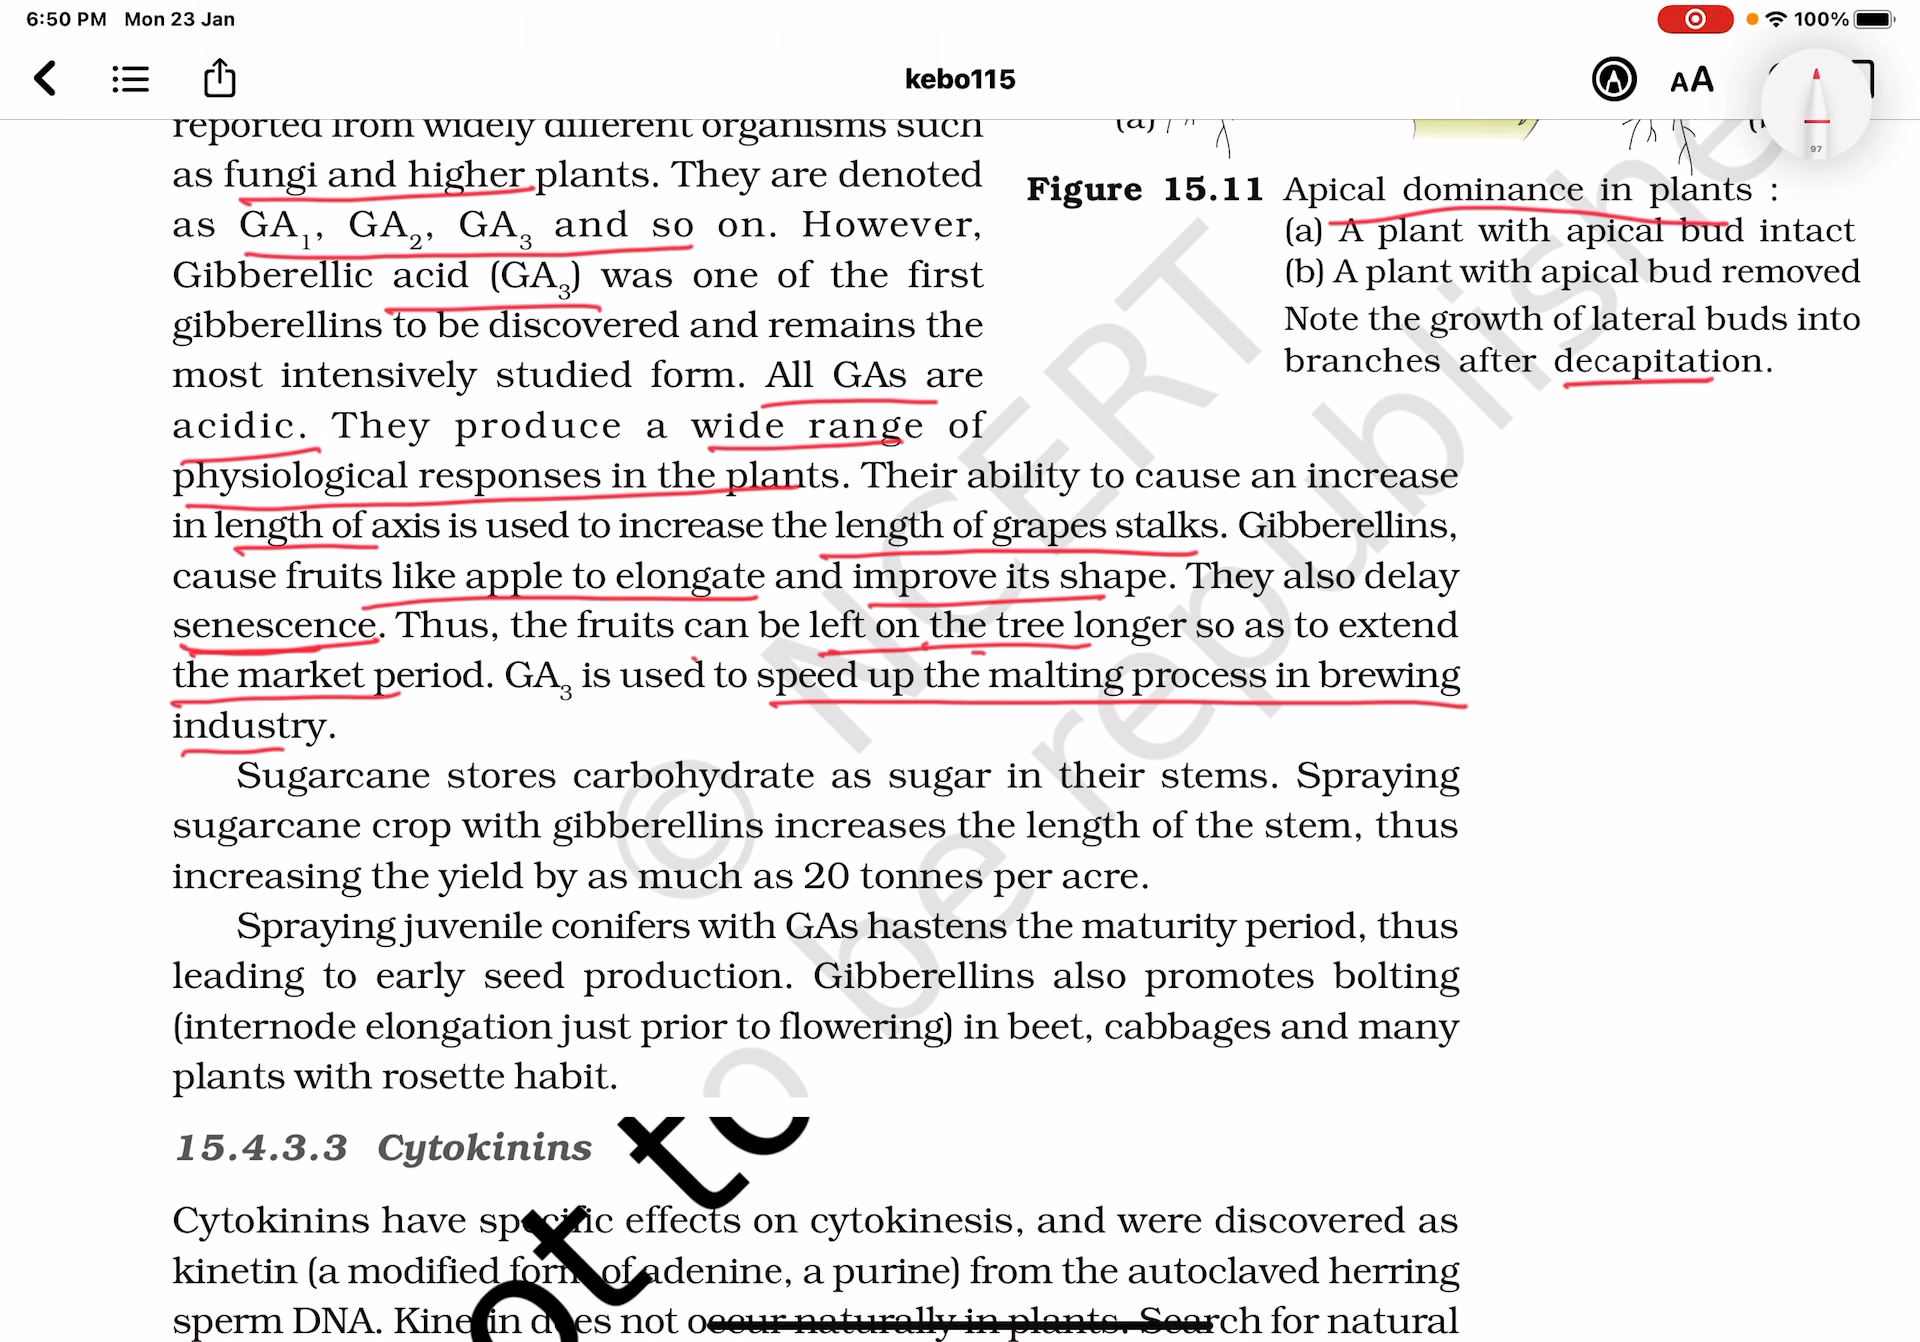 6:50 PM Mon 23 Jan
100%
kebo115
AA
97
reported from widely different organisms such
as fungi and higher plants. They are denoted
as GA₁, GA₂, GA₃ and so on. However,
Gibberellic acid (GA₃) was one of the first
gibberellins to be discovered and remains the
most intensively studied form. All GAs are
acidic. They produce a wide range of
physiological responses in the plants. Their ability to cause an increase
in length of axis is used to increase the length of grapes stalks. Gibberellins,
cause fruits like apple to elongate and improve its shape. They also delay
senescence. Thus, the fruits can be left on the tree longer so as to extend
the market period. GA₃ is used to speed up the malting process in brewing
industry.
Sugarcane stores carbohydrate as sugar in their stems. Spraying
sugarcane crop with gibberellins increases the length of the stem, thus
increasing the yield by as much as 20 tonnes per acre.
Spraying juvenile conifers with GAs hastens the maturity period, thus
leading to early seed production. Gibberellins also promotes bolting
(internode elongation just prior to flowering) in beet, cabbages and many
plants with rosette habit.
15.4.3.3 Cytokinins
Cytokinins have specific effects on cytokinesis, and were discovered as
kinetin (a modified form of adenine, a purine) from the autoclaved herring
sperm DNA. Kinetin does not occur naturally in plants. Search for natural
(a)
Figure 15.11 Apical dominance in plants :
(a) A plant with apical bud intact
(b) A plant with apical bud removed
Note the growth of lateral buds into
branches after decapitation.
© NCERT
to be republishe